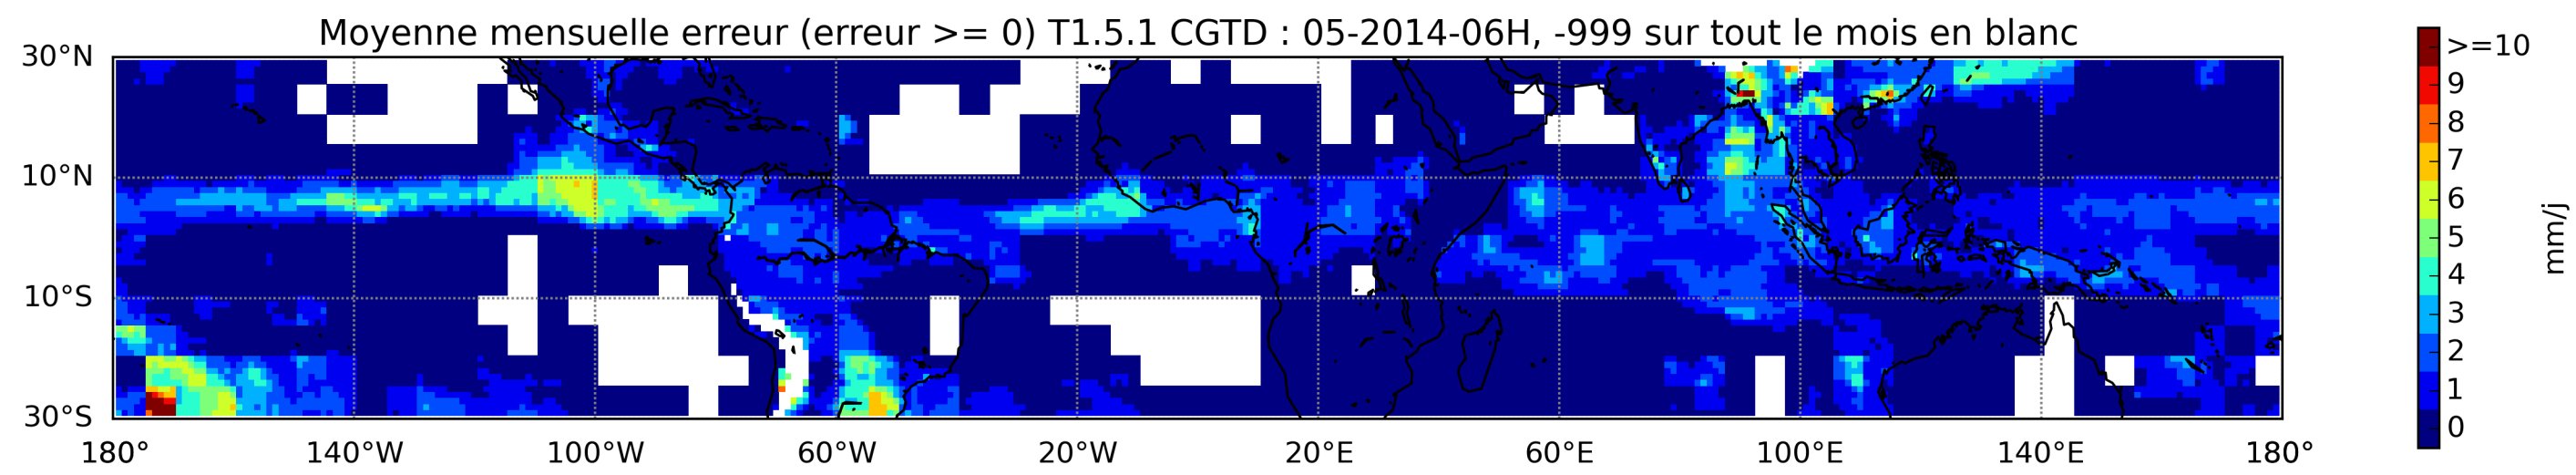 Moyenne mensuelle erreur (erreur >= 0) T1.5.1 CGTD : 05-2014-06H, -999 sur tout le mois en blanc
30°N
10°N
10°S
30°S
180°
140°W
100°W
60°W
20°W
20°E
60°E
100°E
140°E
180°
>=10
9
8
7
6
5
4
3
2
1
0
mm/j